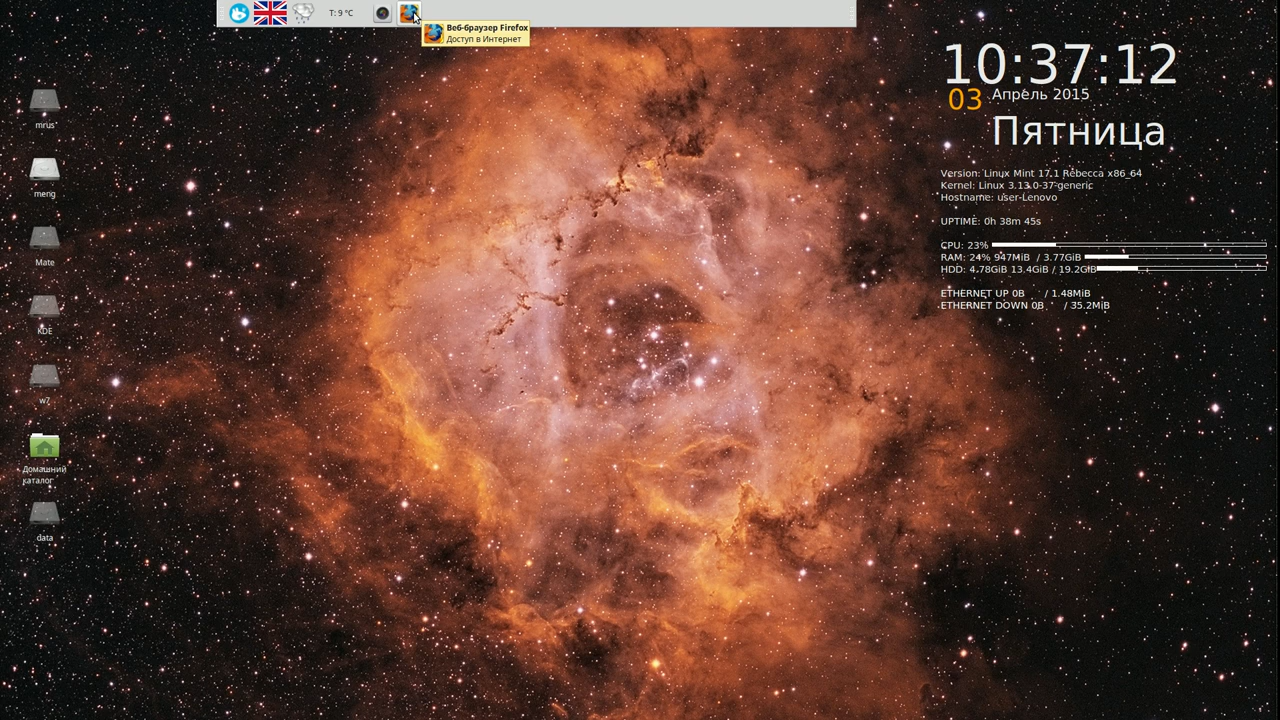 T: 9 °C
Веб-браузер Firefox
Доступ в Интернет
10:37:12
03 Апрель 2015
Пятница
Version: Linux Mint 17.1 Rebecca x86_64
Kernel: Linux 3.13.0-37-generic
Hostname: user-Lenovo
UPTIME: 0h 38m 45s
CPU: 23%
RAM: 24% 947MiB / 3.77GiB
HDD: 4.78GiB 13.4GiB / 19.2GiB
ETHERNET UP 0B / 1.48MiB
ETHERNET DOWN 0B / 35.2MiB
mrus
meng
Mate
KDE
w7
Домашний
каталог
data